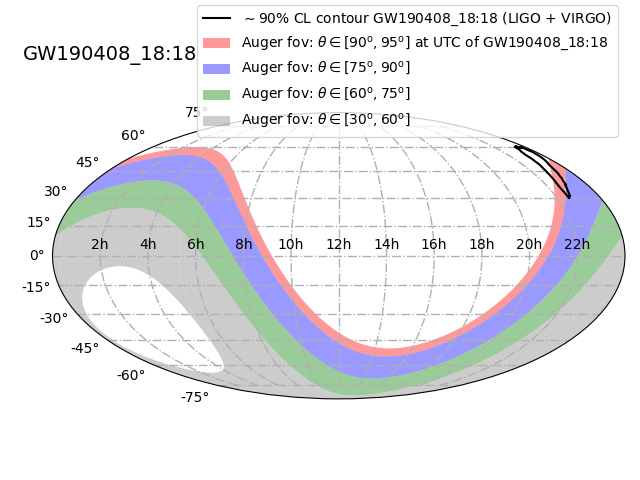 ∼90% CL contour GW190408_18:18 (LIGO + VIRGO)
GW190408_18:18
Auger fov: θ ∈ [90°, 95°] at UTC of GW190408_18:18
Auger fov: θ ∈ [75°, 90°]
Auger fov: θ ∈ [60°, 75°]
Auger fov: θ ∈ [30°, 60°]
75°
60°
45°
30°
15°
2h 4h 6h 8h 10h 12h 14h 16h 18h 20h 22h
0°
-15°
-30°
-45°
-60°
-75°